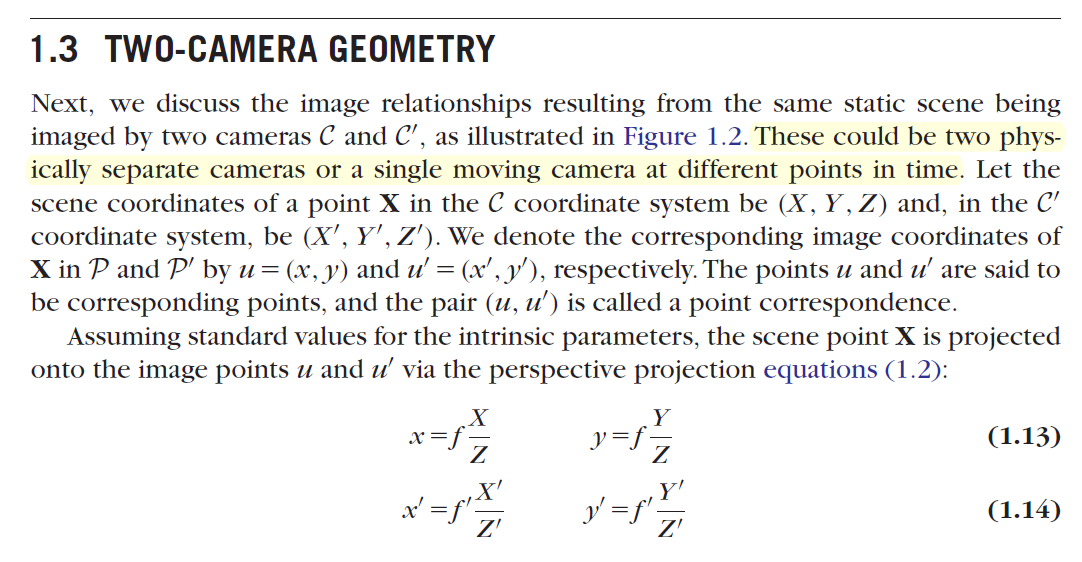 1.3 TWO-CAMERA GEOMETRY
Next, we discuss the image relationships resulting from the same static scene being
imaged by two cameras C and C′, as illustrated in Figure 1.2. These could be two phys-
ically separate cameras or a single moving camera at different points in time. Let the
scene coordinates of a point X in the C coordinate system be (X, Y, Z) and, in the C′
coordinate system, be (X′, Y′, Z′). We denote the corresponding image coordinates of
X in P and P′ by u = (x, y) and u′ = (x′, y′), respectively. The points u and u′ are said to
be corresponding points, and the pair (u, u′) is called a point correspondence.
Assuming standard values for the intrinsic parameters, the scene point X is projected
onto the image points u and u′ via the perspective projection equations (1.2):
x = f X/Z y = f Y/Z (1.13)
x′ = f′ X′/Z′ y′ = f′ Y′/Z′ (1.14)